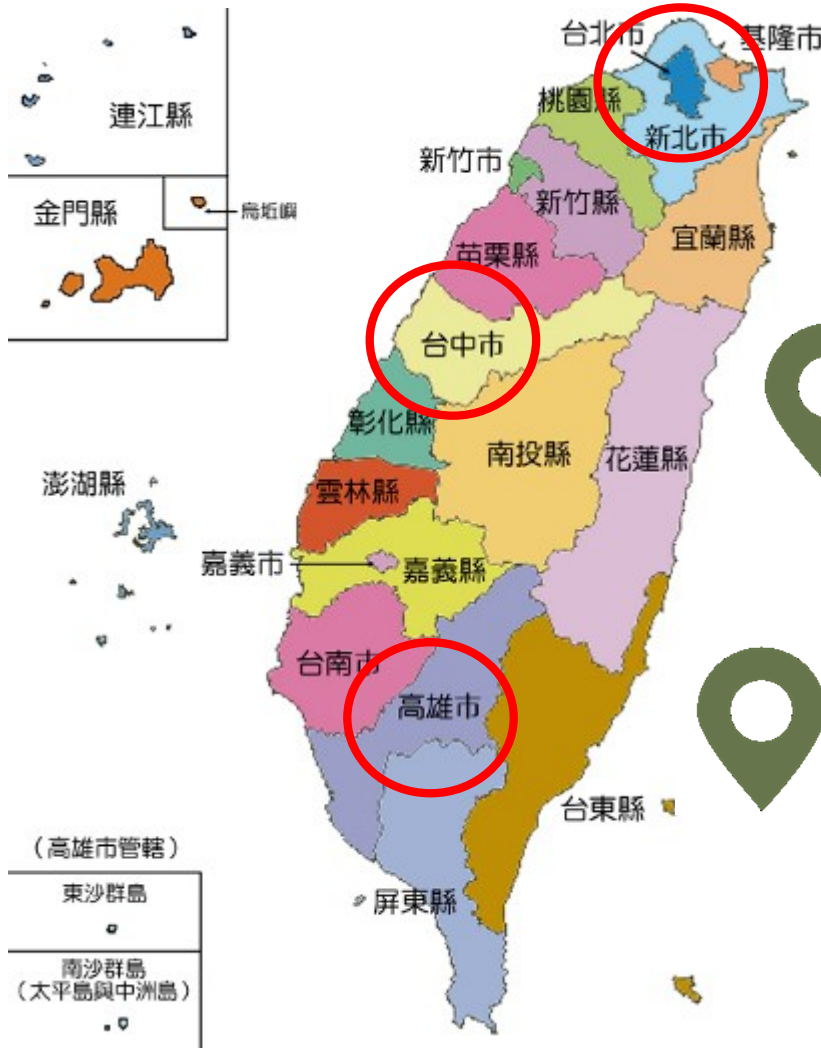 台北市
基隆市
連江縣
桃園縣
新北市
新竹市
金門縣
烏坵嶼
新竹縣
宜蘭縣
苗栗縣
台中市
彰化縣
南投縣
花蓮縣
澎湖縣
雲林縣
嘉義市
嘉義縣
台南市
高雄市
台東縣
（高雄市管轄）
東沙群島
屏東縣
南沙群島
（太平島與中洲島）